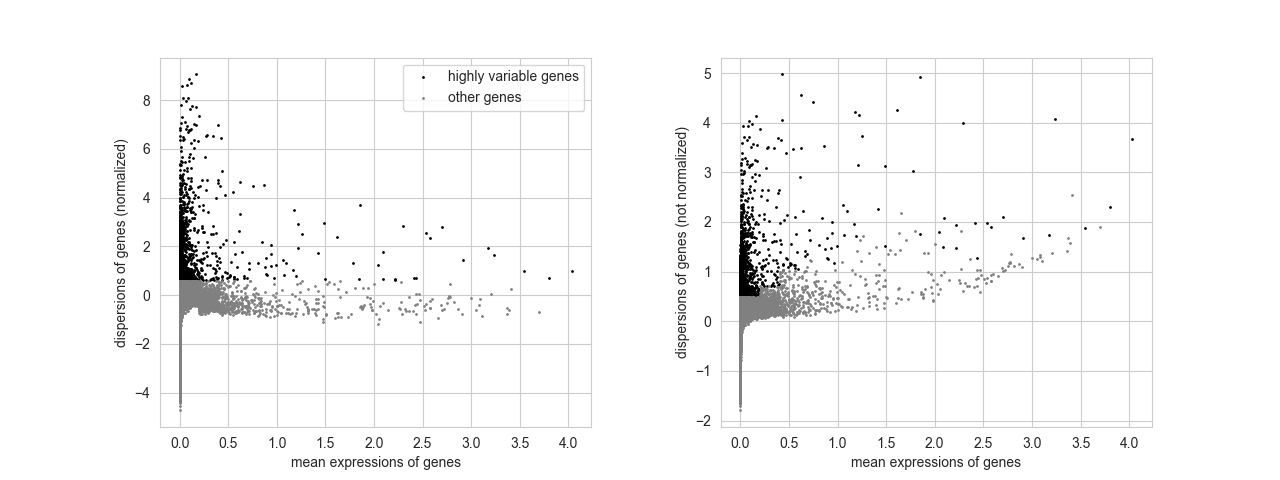 highly variable genes
other genes
dispersions of genes (normalized)
8
6
4
2
0
−2
−4
0.0 0.5 1.0 1.5 2.0 2.5 3.0 3.5 4.0
mean expressions of genes
dispersions of genes (not normalized)
5
4
3
2
1
0
−1
−2
0.0 0.5 1.0 1.5 2.0 2.5 3.0 3.5 4.0
mean expressions of genes